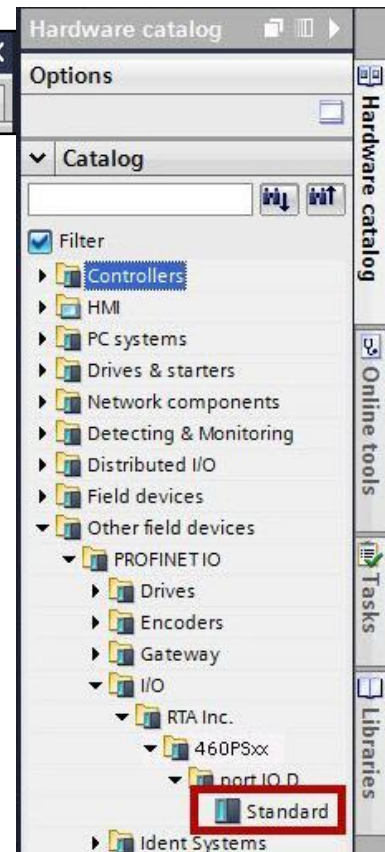 Hardware catalog
Options
Catalog
Filter
Controllers
HMI
PC systems
Drives & starters
Network components
Detecting & Monitoring
Distributed I/O
Field devices
Other field devices
PROFINET IO
Drives
Encoders
Gateway
I/O
RTA Inc.
460PSxx
port IO D
Standard
Ident Systems
Hardware catalog
Online tools
Tasks
Libraries